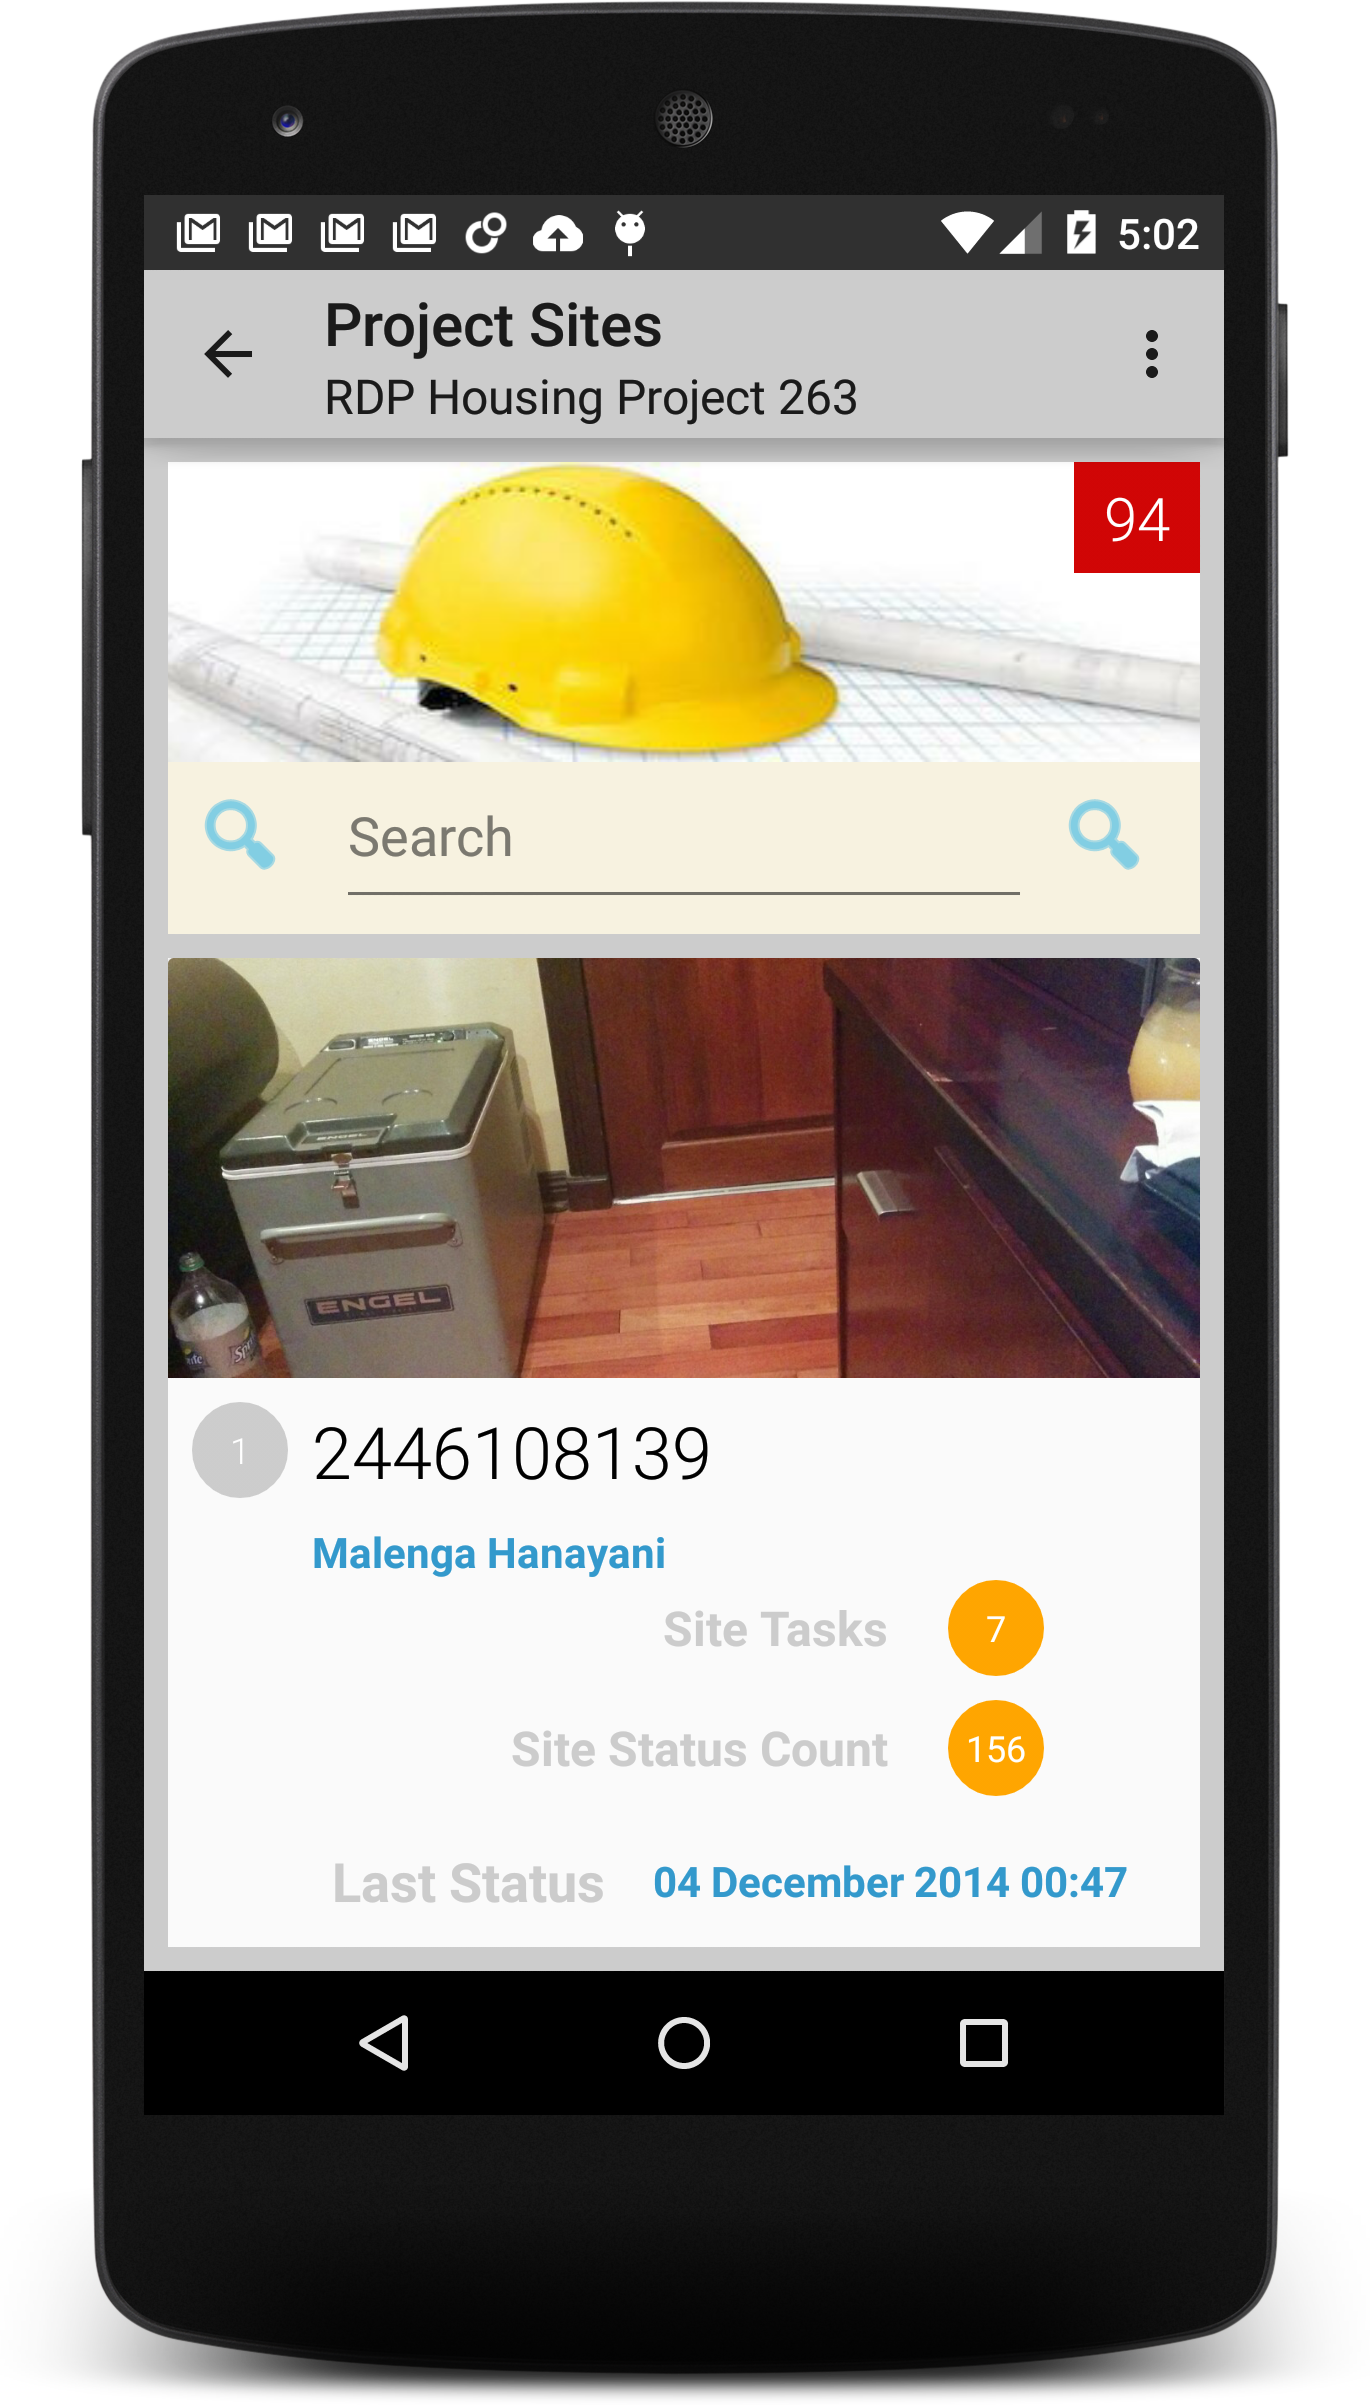 5:02
Project Sites
RDP Housing Project 263
94
Search
ENGEL
ENGEL
Sprite
1
2446108139
Malenga Hanayani
Site Tasks
7
Site Status Count
156
Last Status
04 December 2014 00:47